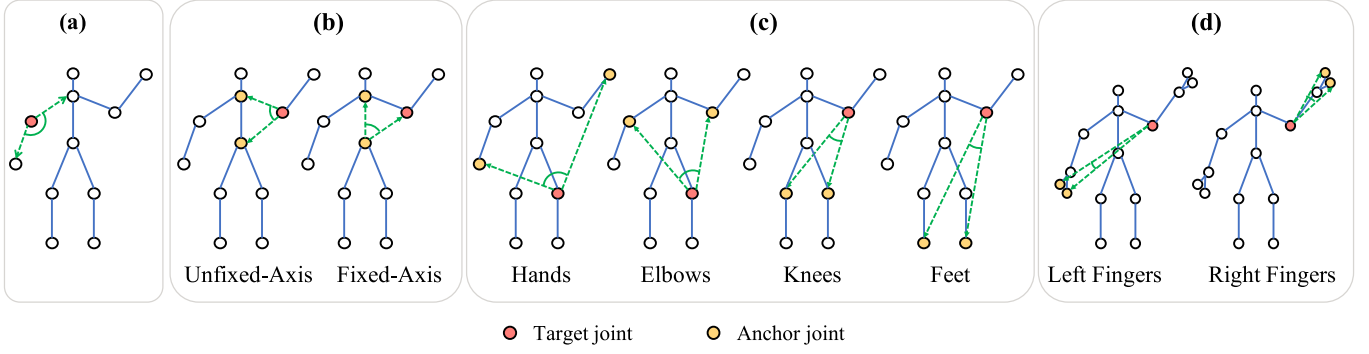 (a)
(b)
(c)
(d)
Unfixed-Axis
Fixed-Axis
Hands
Elbows
Knees
Feet
Left Fingers
Right Fingers
Target joint
Anchor joint